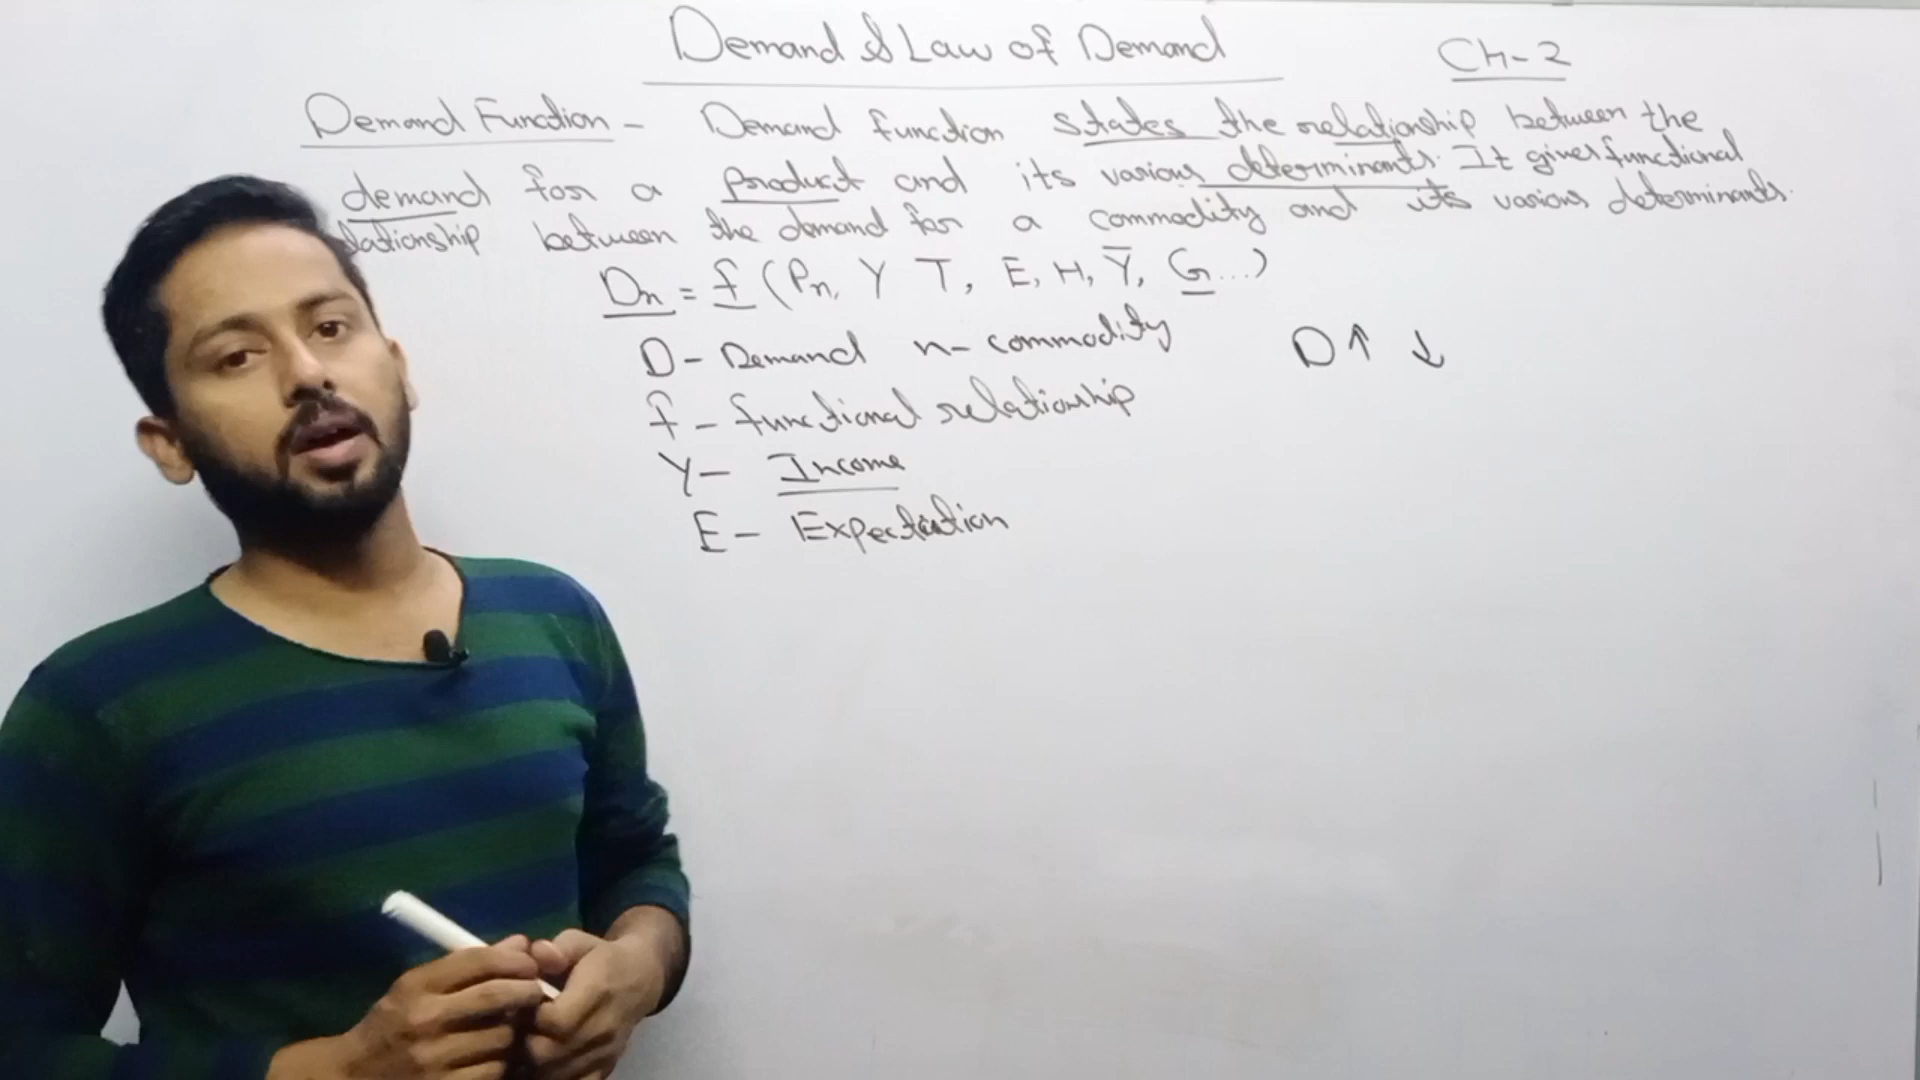 Demand & Law of Demand
Ch-2
Demand Function - Demand function states the relationship between the
demand for a product and its various determinants. It gives functional
lationship between the demand for a commodity and its various determinants.
Dn = f (Pn, Y T, E, H, Y̅, G...)
D - Demand n - commodity
D↑ ↓
f - functional relationship
Y - Income
E - Expectation